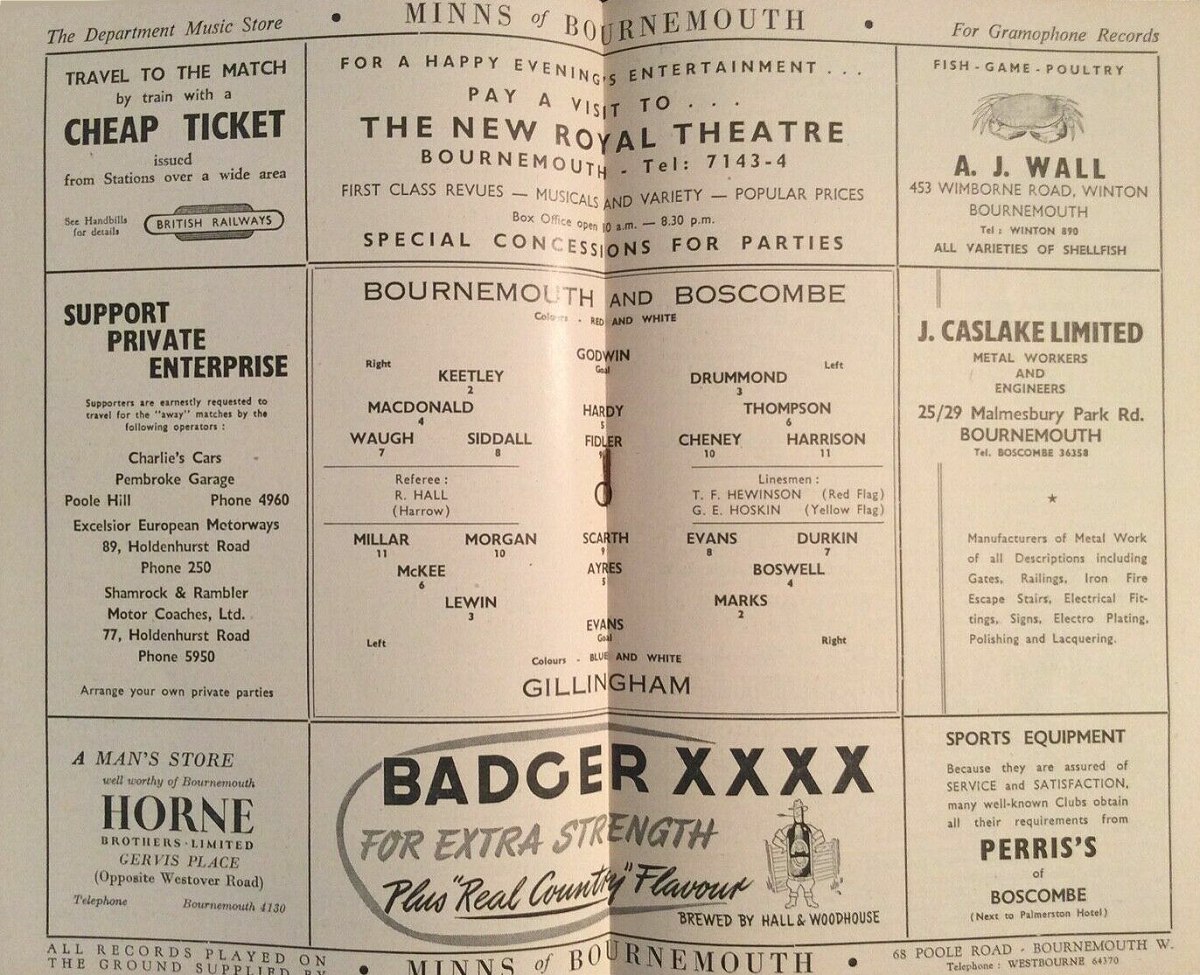 The Department Music Store • MINNS of BOURNEMOUTH • For Gramophone Records
TRAVEL TO THE MATCH
by train with a
CHEAP TICKET
issued
from Stations over a wide area
See Handbills
for details
BRITISH RAILWAYS
FOR A HAPPY EVENING'S ENTERTAINMENT . . .
PAY A VISIT TO . . .
THE NEW ROYAL THEATRE
BOURNEMOUTH - Tel: 7143-4
FIRST CLASS REVUES — MUSICALS AND VARIETY — POPULAR PRICES
Box Office open 10 a.m. — 8.30 p.m.
SPECIAL CONCESSIONS FOR PARTIES
FISH - GAME - POULTRY
A. J. WALL
453 WIMBORNE ROAD, WINTON
BOURNEMOUTH
Tel : WINTON 890
ALL VARIETIES OF SHELLFISH
SUPPORT
PRIVATE
ENTERPRISE
Supporters are earnestly requested to
travel for the "away" matches by the
following operators :
Charlie's Cars
Pembroke Garage
Poole Hill Phone 4960
Excelsior European Motorways
89, Holdenhurst Road
Phone 250
Shamrock & Rambler
Motor Coaches, Ltd.
77, Holdenhurst Road
Phone 5950
Arrange your own private parties
BOURNEMOUTH AND BOSCOMBE
Colours - RED AND WHITE
GODWIN
Goal
Right Left
KEETLEY DRUMMOND
2 3
MACDONALD HARDY THOMPSON
4 5 6
WAUGH SIDDALL FIDLER CHENEY HARRISON
7 8 9 10 11
Referee : Linesmen :
R. HALL T. F. HEWINSON (Red Flag)
(Harrow) G. E. HOSKIN (Yellow Flag)
MILLAR MORGAN SCARTH EVANS DURKIN
11 10 9 8 7
McKEE AYRES BOSWELL
6 5 4
LEWIN MARKS
3 2
EVANS
Goal
Left Right
Colours - BLUE AND WHITE
GILLINGHAM
J. CASLAKE LIMITED
METAL WORKERS
AND
ENGINEERS
25/29 Malmesbury Park Rd.
BOURNEMOUTH
Tel. BOSCOMBE 36358
Manufacturers of Metal Work
of all Descriptions including
Gates, Railings, Iron Fire
Escape Stairs, Electrical Fit-
tings, Signs, Electro Plating,
Polishing and Lacquering.
A MAN'S STORE
well worthy of Bournemouth
HORNE
BROTHERS · LIMITED
GERVIS PLACE
(Opposite Westover Road)
Telephone Bournemouth 4130
BADGER XXXX
FOR EXTRA STRENGTH
Plus "Real Country" Flavour
BREWED BY HALL & WOODHOUSE
SPORTS EQUIPMENT
Because they are assured of
SERVICE and SATISFACTION,
many well-known Clubs obtain
all their requirements from
PERRIS'S
of
BOSCOMBE
(Next to Palmerston Hotel)
ALL RECORDS PLAYED ON
THE GROUND SUPPLIED BY
• MINNS of BOURNEMOUTH •
68 POOLE ROAD - BOURNEMOUTH W.
Telephone : WESTBOURNE 64370